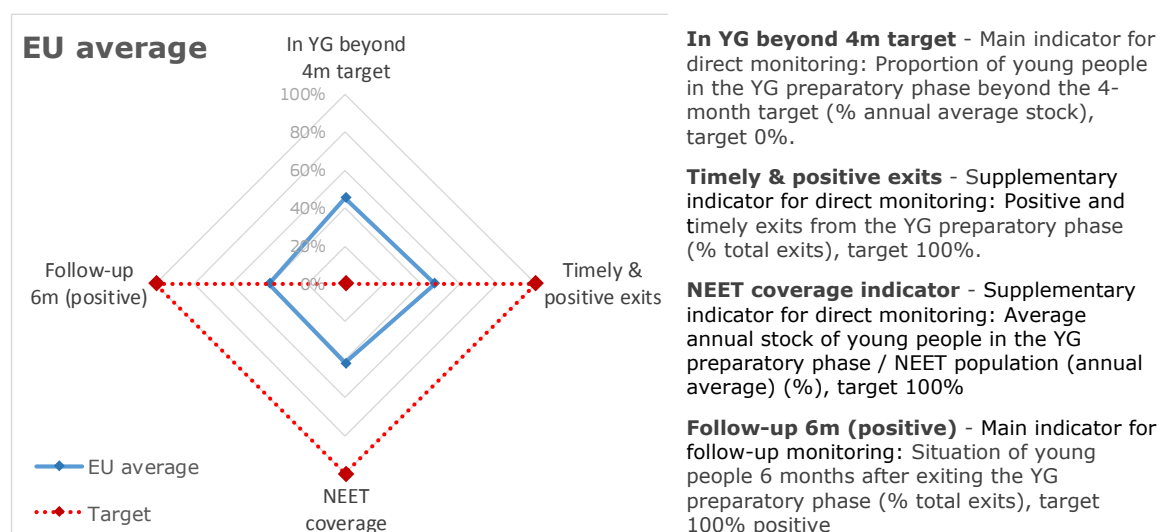 EU average
In YG beyond
4m target
100%
80%
60%
40%
20%
0%
Follow-up
6m (positive)
Timely &
positive exits
NEET
coverage
EU average
Target
In YG beyond 4m target - Main indicator for
direct monitoring: Proportion of young people
in the YG preparatory phase beyond the 4-
month target (% annual average stock),
target 0%.
Timely & positive exits - Supplementary
indicator for direct monitoring: Positive and
timely exits from the YG preparatory phase
(% total exits), target 100%.
NEET coverage indicator - Supplementary
indicator for direct monitoring: Average
annual stock of young people in the YG
preparatory phase / NEET population (annual
average) (%), target 100%
Follow-up 6m (positive) - Main indicator for
follow-up monitoring: Situation of young
people 6 months after exiting the YG
preparatory phase (% total exits), target
100% positive